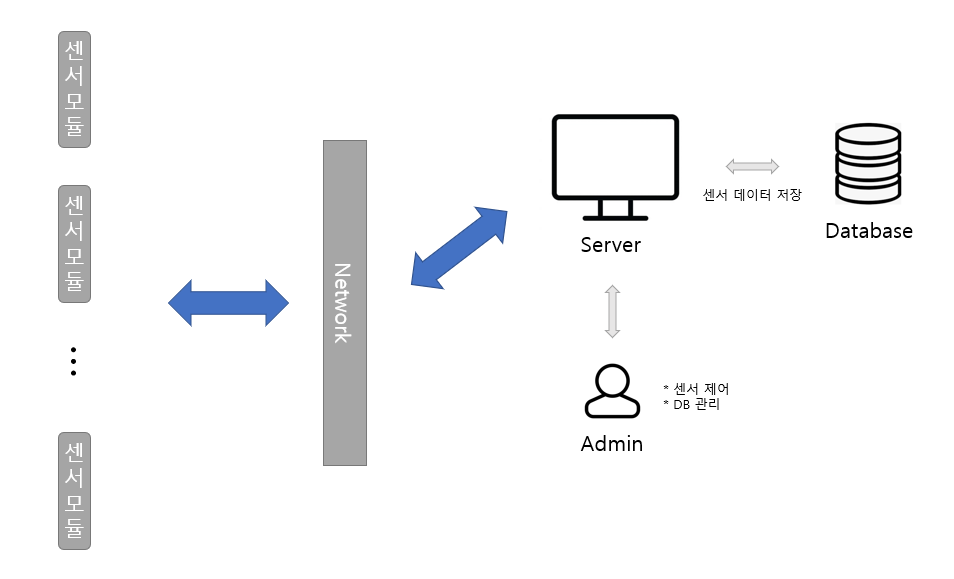 센서모듈
센서모듈
센서모듈
Network
Server
센서 데이터 저장
Database
* 센서 제어
* DB 관리
Admin